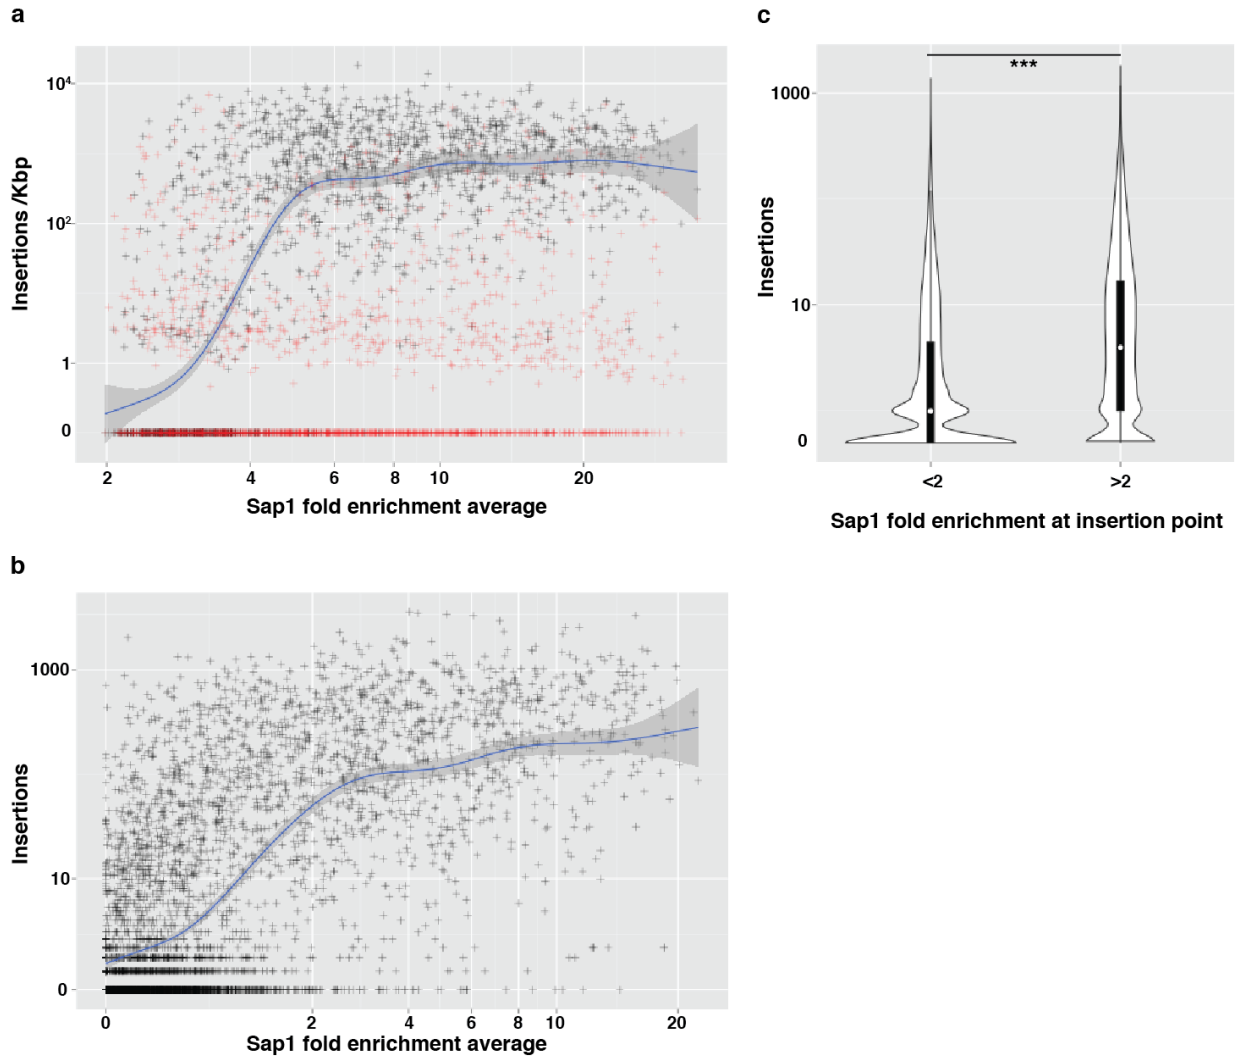 a
Insertions /Kbp
10⁴
10²
1
0
2 4 6 8 10 20
Sap1 fold enrichment average
c
Insertions
***
1000
10
0
<2 >2
Sap1 fold enrichment at insertion point
b
Insertions
1000
10
0
0 2 4 6 8 10 20
Sap1 fold enrichment average